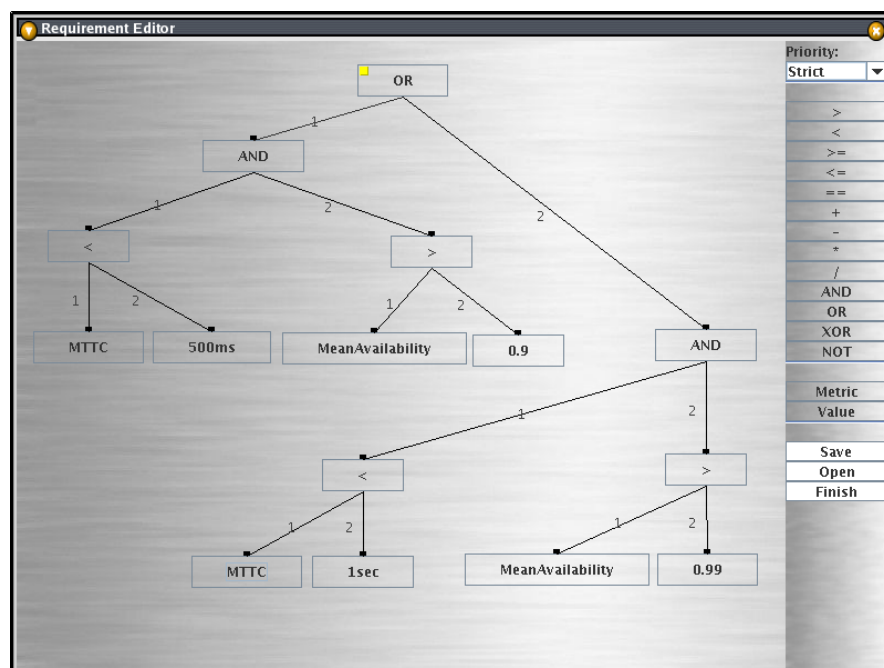 Requirement Editor
Priority:
Strict
OR
1
2
AND
1
2
<
>
1
2
1
2
MTTC
500ms
MeanAvailability
0.9
AND
1
2
<
>
1
2
1
2
MTTC
1sec
MeanAvailability
0.99
>
<
>=
<=
==
+
-
*
/
AND
OR
XOR
NOT
Metric
Value
Save
Open
Finish